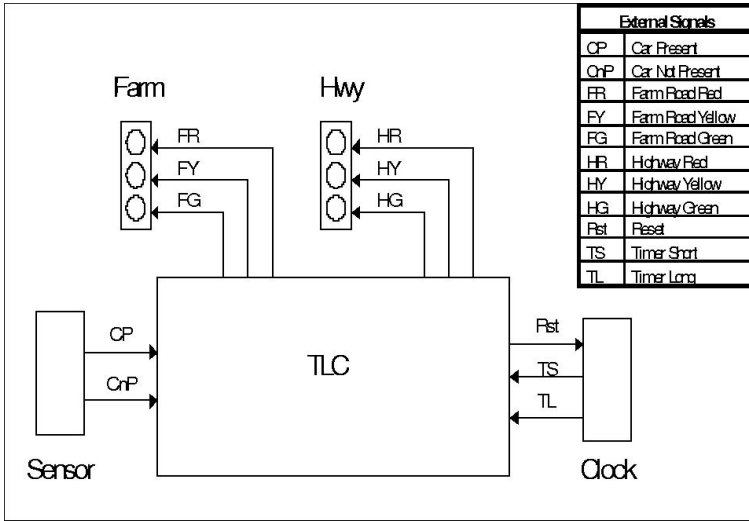 External Signals
CP Car Present
CnP Car Not Present
FR Farm Road Red
FY Farm Road Yellow
FG Farm Road Green
HR Highway Red
HY Highway Yellow
HG Highway Green
Rst Reset
TS Timer Short
TL Timer Long
Farm
Hwy
FR
FY
FG
HR
HY
HG
CP
CnP
TLC
Rst
TS
TL
Sensor
Clock